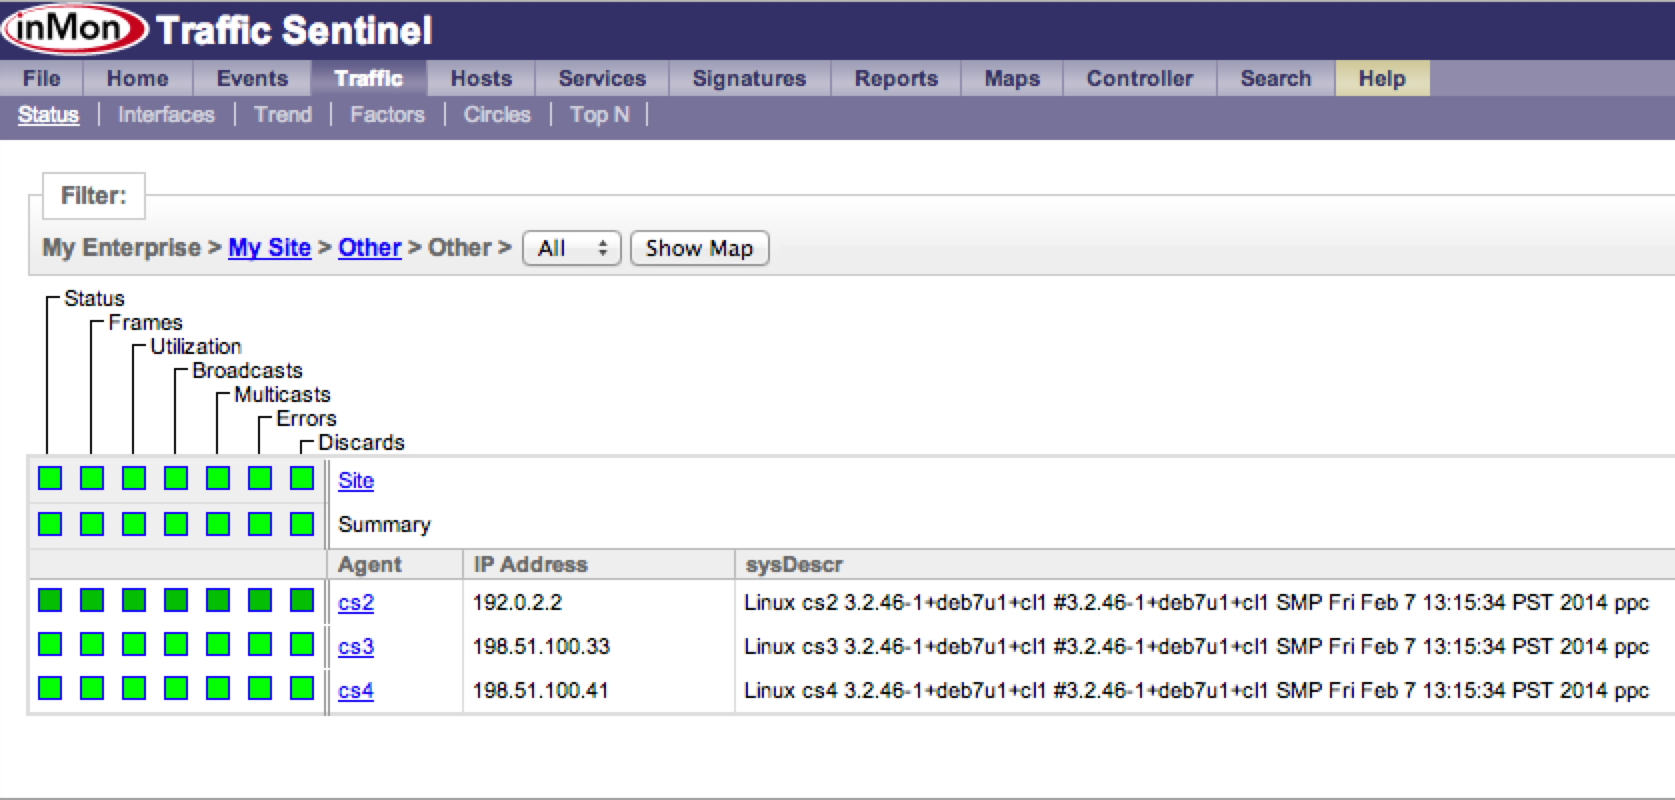 inMon Traffic Sentinel
File Home Events Traffic Hosts Services Signatures Reports Maps Controller Search Help
Status Interfaces Trend Factors Circles Top N
Filter:
My Enterprise > My Site > Other > Other > All Show Map
Status
Frames
Utilization
Broadcasts
Multicasts
Errors
Discards
Site
Summary
Agent IP Address sysDescr
cs2 192.0.2.2 Linux cs2 3.2.46-1+deb7u1+cl1 #3.2.46-1+deb7u1+cl1 SMP Fri Feb 7 13:15:34 PST 2014 ppc
cs3 198.51.100.33 Linux cs3 3.2.46-1+deb7u1+cl1 #3.2.46-1+deb7u1+cl1 SMP Fri Feb 7 13:15:34 PST 2014 ppc
cs4 198.51.100.41 Linux cs4 3.2.46-1+deb7u1+cl1 #3.2.46-1+deb7u1+cl1 SMP Fri Feb 7 13:15:34 PST 2014 ppc